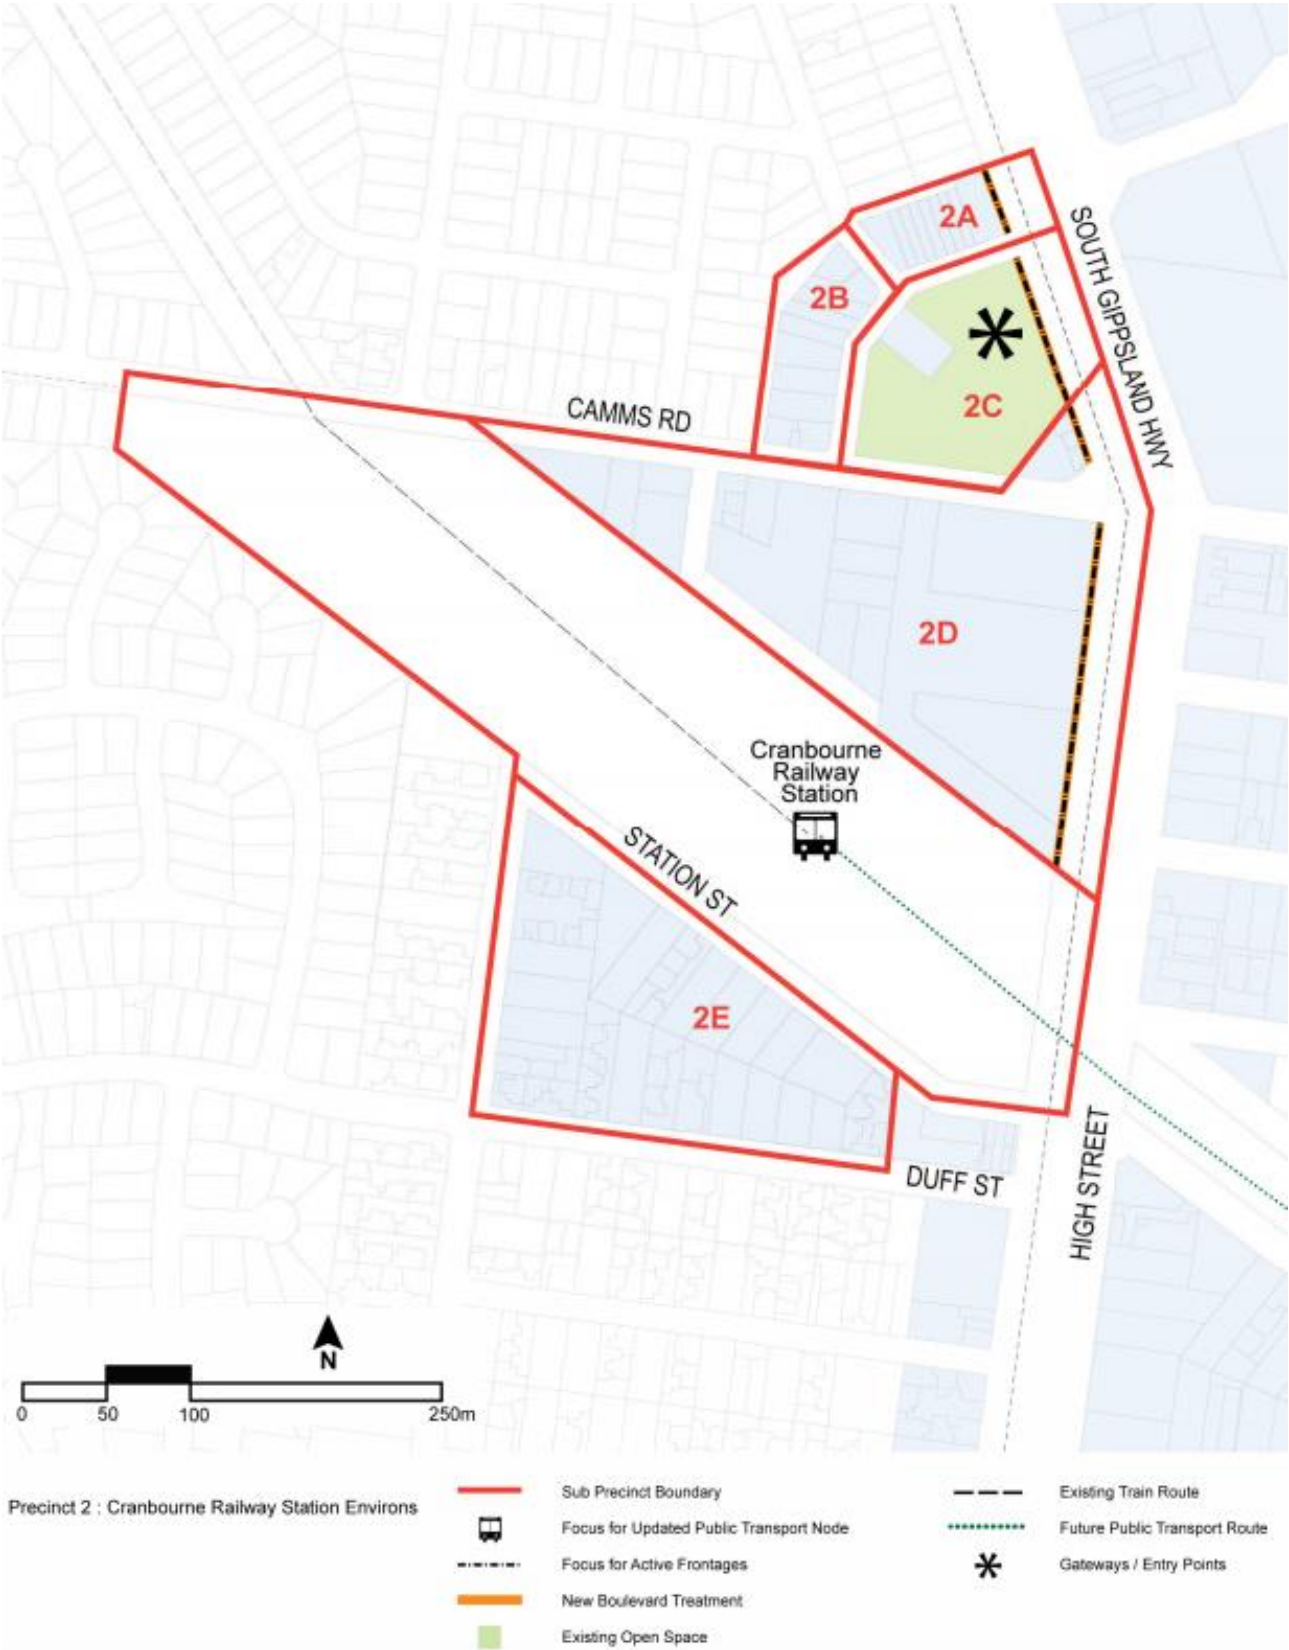 2A
SOUTH GIPPSLAND HWY
2B
2C
CAMMS RD
2D
Cranbourne
Railway
Station
STATION ST
2E
DUFF ST
HIGH STREET
N
0 50 100 250m
Precinct 2 : Cranbourne Railway Station Environs
Sub Precinct Boundary
Focus for Updated Public Transport Node
Focus for Active Frontages
New Boulevard Treatment
Existing Open Space
Existing Train Route
Future Public Transport Route
Gateways / Entry Points